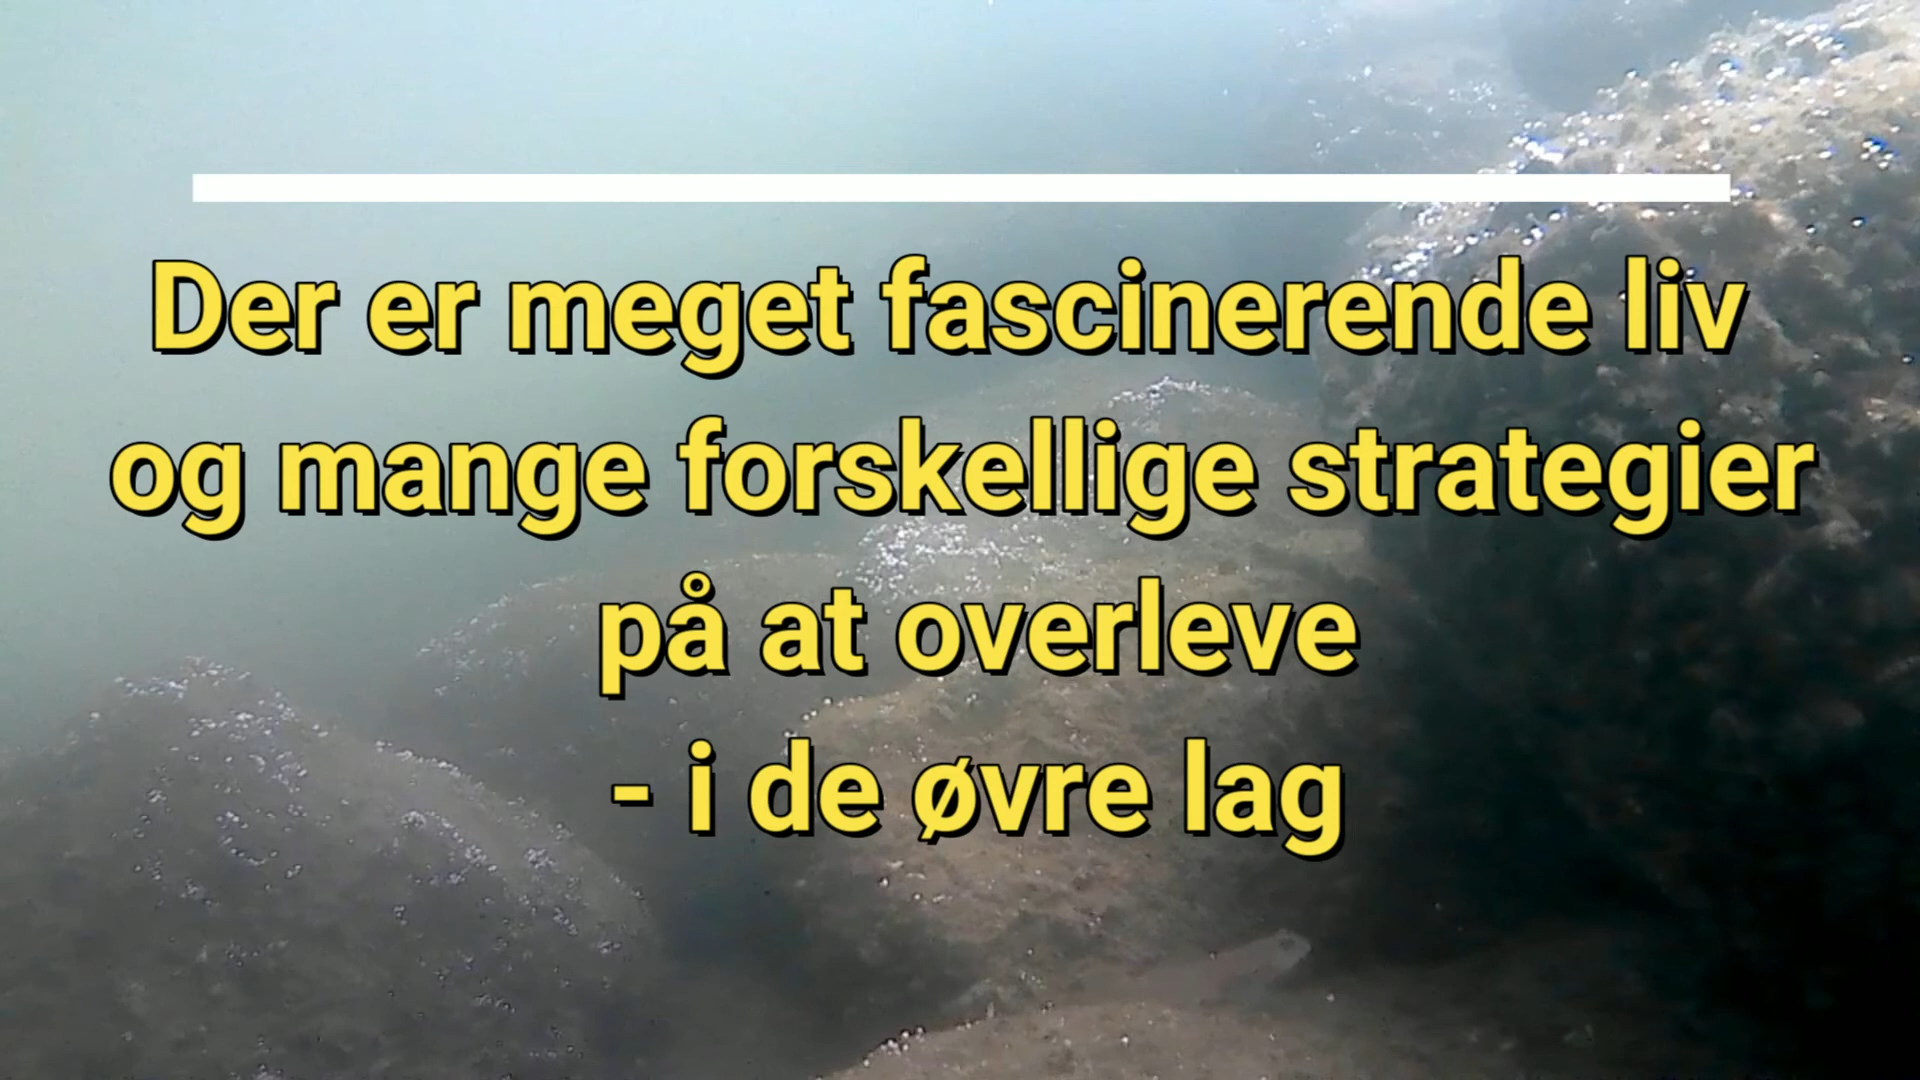 Der er meget fascinerende liv
og mange forskellige strategier
på at overleve
- i de øvre lag